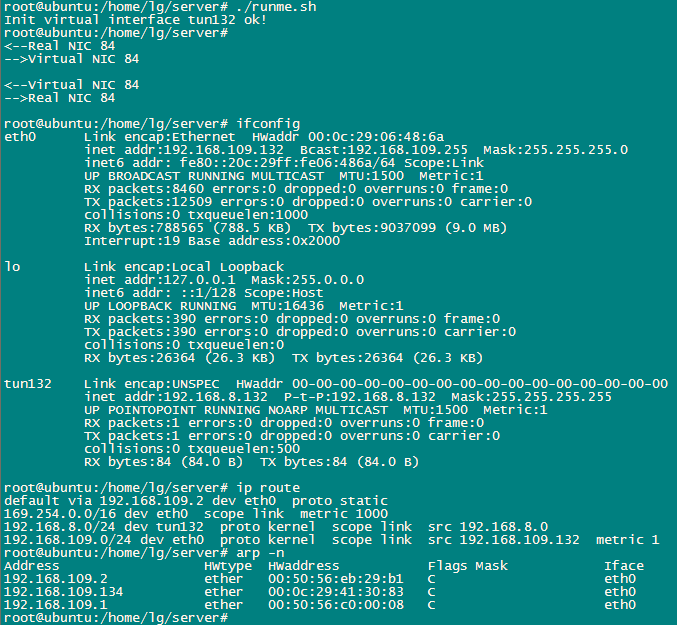 root@ubuntu:/home/lg/server# ./runme.sh
Init virtual interface tun132 ok!
root@ubuntu:/home/lg/server#
<--Real NIC 84
-->Virtual NIC 84
<--Virtual NIC 84
-->Real NIC 84
root@ubuntu:/home/lg/server# ifconfig
eth0 Link encap:Ethernet HWaddr 00:0c:29:06:48:6a
inet addr:192.168.109.132 Bcast:192.168.109.255 Mask:255.255.255.0
inet6 addr: fe80::20c:29ff:fe06:486a/64 Scope:Link
UP BROADCAST RUNNING MULTICAST MTU:1500 Metric:1
RX packets:8460 errors:0 dropped:0 overruns:0 frame:0
TX packets:12509 errors:0 dropped:0 overruns:0 carrier:0
collisions:0 txqueuelen:1000
RX bytes:788565 (788.5 KB) TX bytes:9037099 (9.0 MB)
Interrupt:19 Base address:0x2000
lo Link encap:Local Loopback
inet addr:127.0.0.1 Mask:255.0.0.0
inet6 addr: ::1/128 Scope:Host
UP LOOPBACK RUNNING MTU:16436 Metric:1
RX packets:390 errors:0 dropped:0 overruns:0 frame:0
TX packets:390 errors:0 dropped:0 overruns:0 carrier:0
collisions:0 txqueuelen:0
RX bytes:26364 (26.3 KB) TX bytes:26364 (26.3 KB)
tun132 Link encap:UNSPEC HWaddr 00-00-00-00-00-00-00-00-00-00-00-00-00-00-00-00
inet addr:192.168.8.132 P-t-P:192.168.8.132 Mask:255.255.255.255
UP POINTOPOINT RUNNING NOARP MULTICAST MTU:1500 Metric:1
RX packets:1 errors:0 dropped:0 overruns:0 frame:0
TX packets:1 errors:0 dropped:0 overruns:0 carrier:0
collisions:0 txqueuelen:500
RX bytes:84 (84.0 B) TX bytes:84 (84.0 B)
root@ubuntu:/home/lg/server# ip route
default via 192.168.109.2 dev eth0 proto static
169.254.0.0/16 dev eth0 scope link metric 1000
192.168.8.0/24 dev tun132 proto kernel scope link src 192.168.8.0
192.168.109.0/24 dev eth0 proto kernel scope link src 192.168.109.132 metric 1
root@ubuntu:/home/lg/server# arp -n
Address HWtype HWaddress Flags Mask Iface
192.168.109.2 ether 00:50:56:eb:29:b1 C eth0
192.168.109.134 ether 00:0c:29:41:30:83 C eth0
192.168.109.1 ether 00:50:56:c0:00:08 C eth0
root@ubuntu:/home/lg/server#